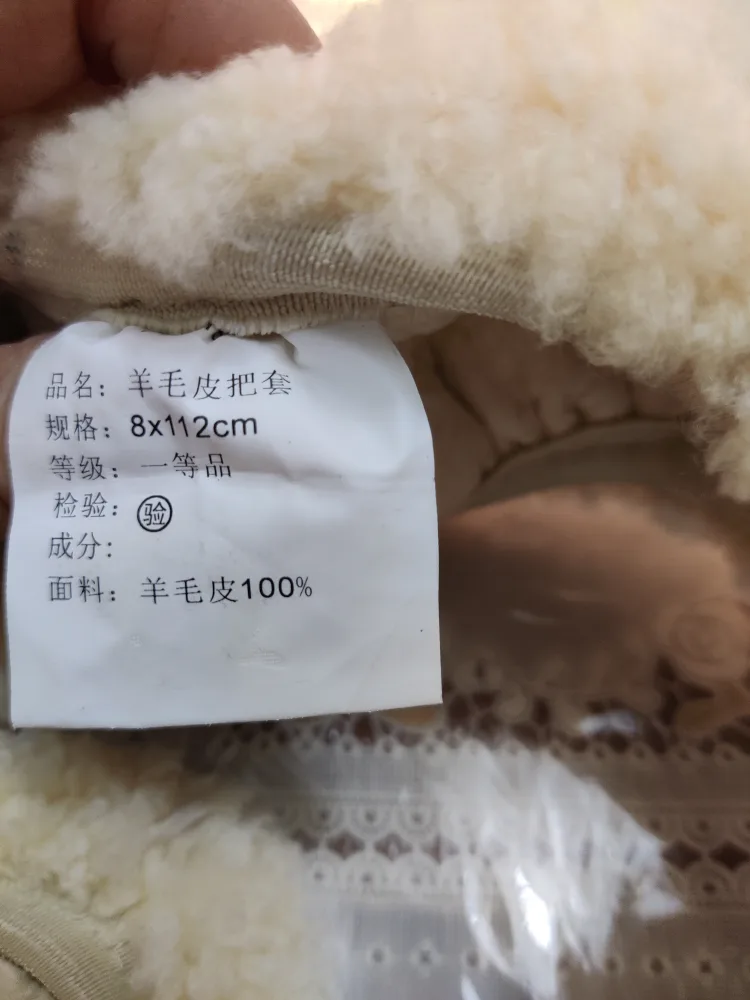 品名：羊毛皮把套
规格：8x112cm
等级：一等品
检验：验
成分：
面料：羊毛皮100%